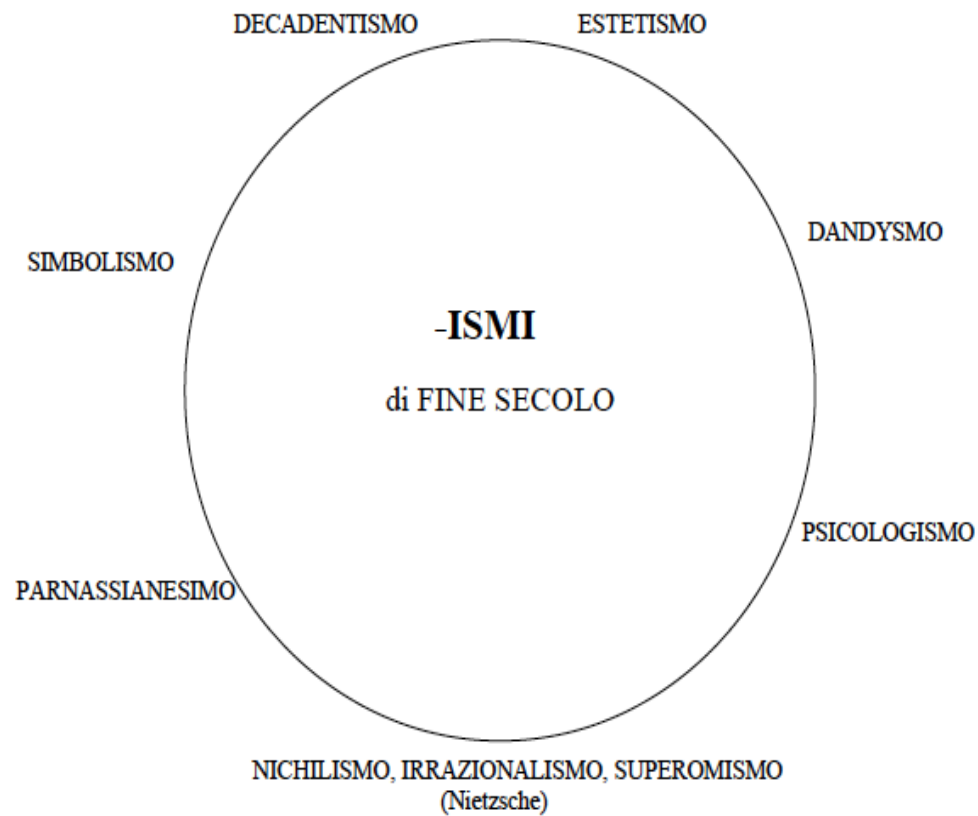 DECADENTISMO
ESTETISMO
DANDYSMO
SIMBOLISMO
-ISMI
di FINE SECOLO
PSICOLOGISMO
PARNASSIANESIMO
NICHILISMO, IRRAZIONALISMO, SUPEROMISMO
(Nietzsche)